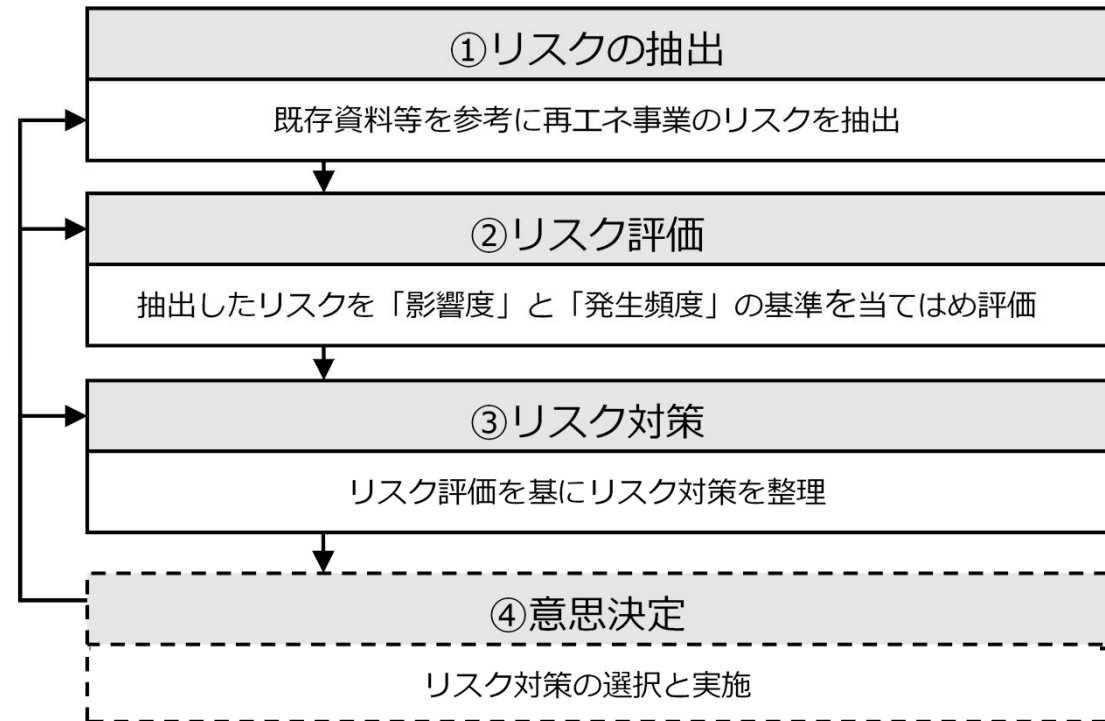 ①リスクの抽出
既存資料等を参考に再エネ事業のリスクを抽出
②リスク評価
抽出したリスクを「影響度」と「発生頻度」の基準を当てはめ評価
③リスク対策
リスク評価を基にリスク対策を整理
④意思決定
リスク対策の選択と実施